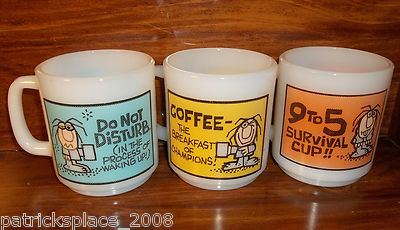 DO NOT
DISTURB
(IN THE
PROCESS OF
WAKING UP!)
COFFEE-
THE
BREAKFAST
OF
CHAMPIONS!
9 TO 5
SURVIVAL
CUP!!
patricksplace_2008